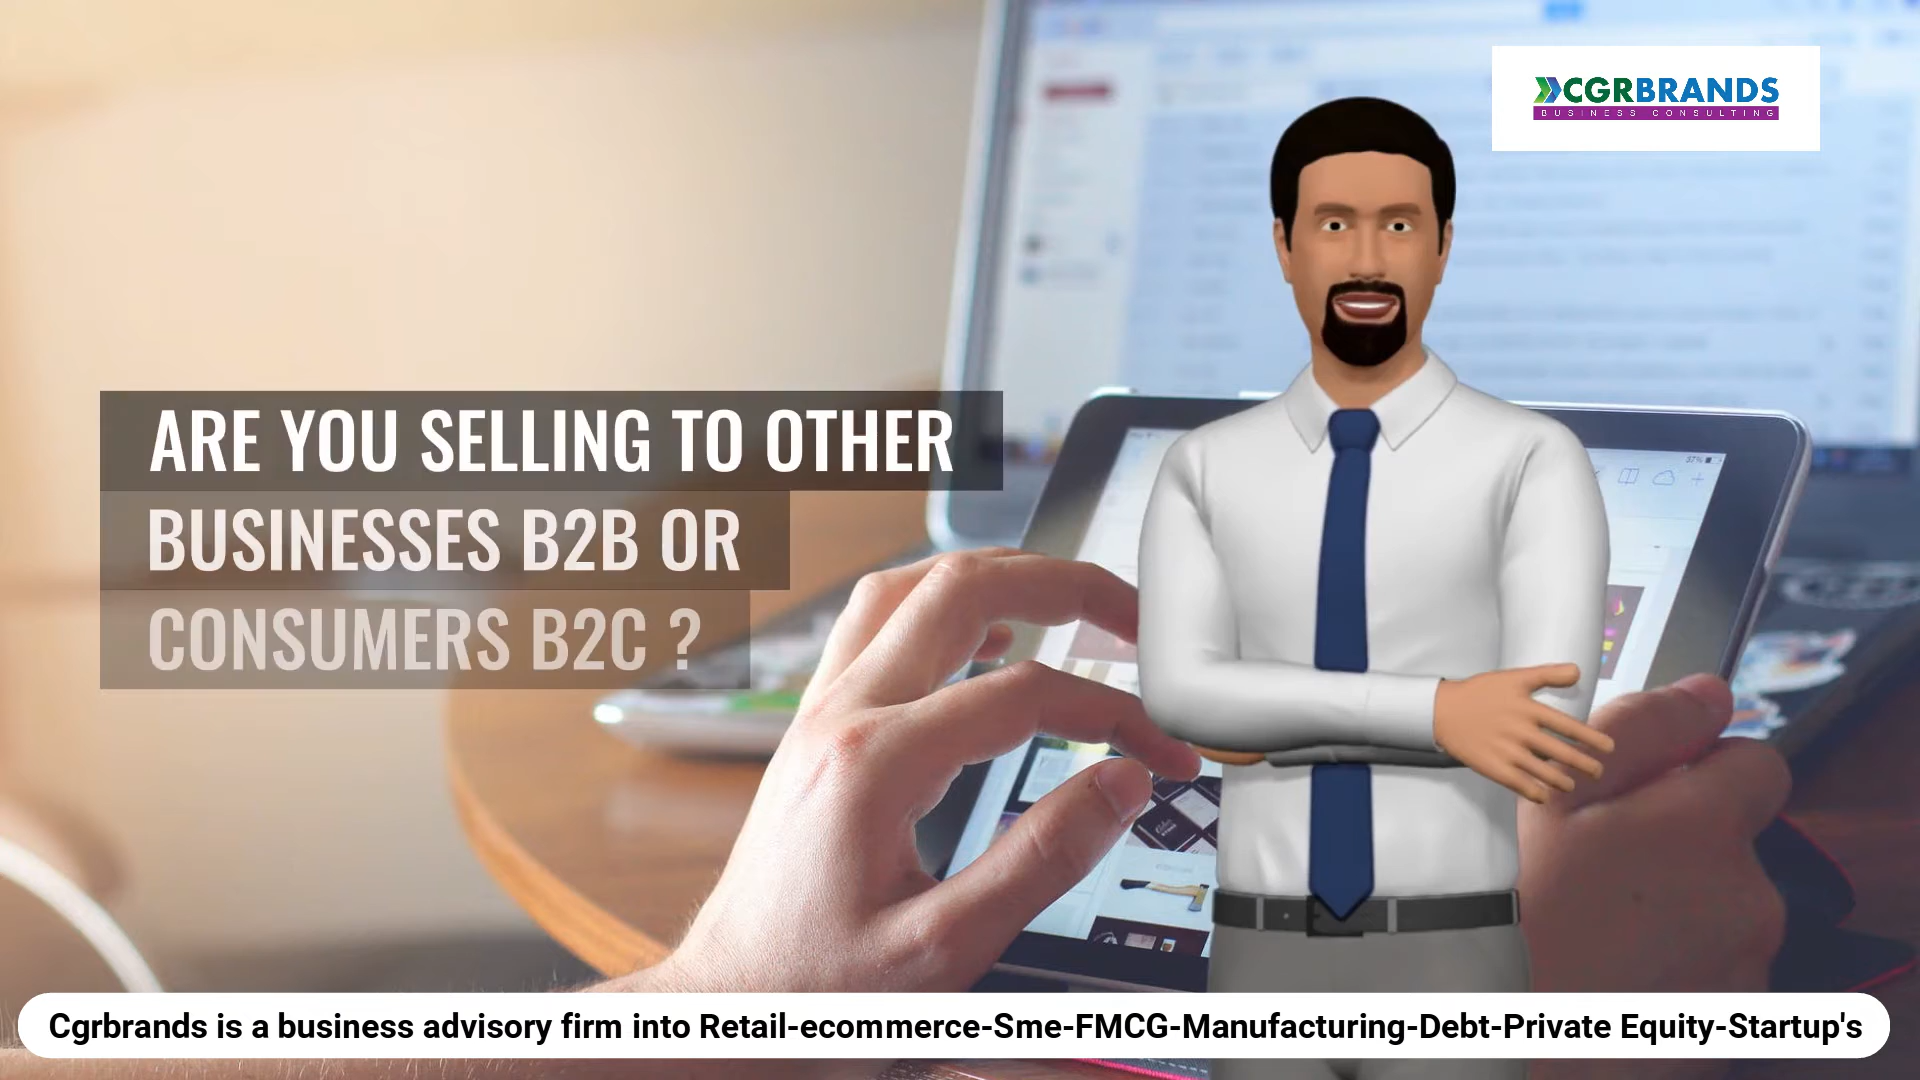 CGRBRANDS
BUSINESS CONSULTING
37%
ARE YOU SELLING TO OTHER
BUSINESSES B2B OR
CONSUMERS B2C ?
Cgrbrands is a business advisory firm into Retail-ecommerce-Sme-FMCG-Manufacturing-Debt-Private Equity-Startup's